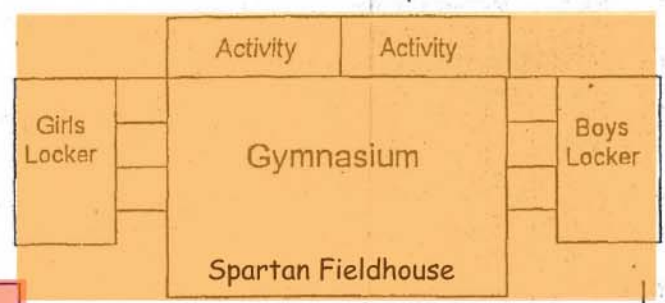 Activity Activity
Girls
Locker
Gymnasium
Boys
Locker
Spartan Fieldhouse